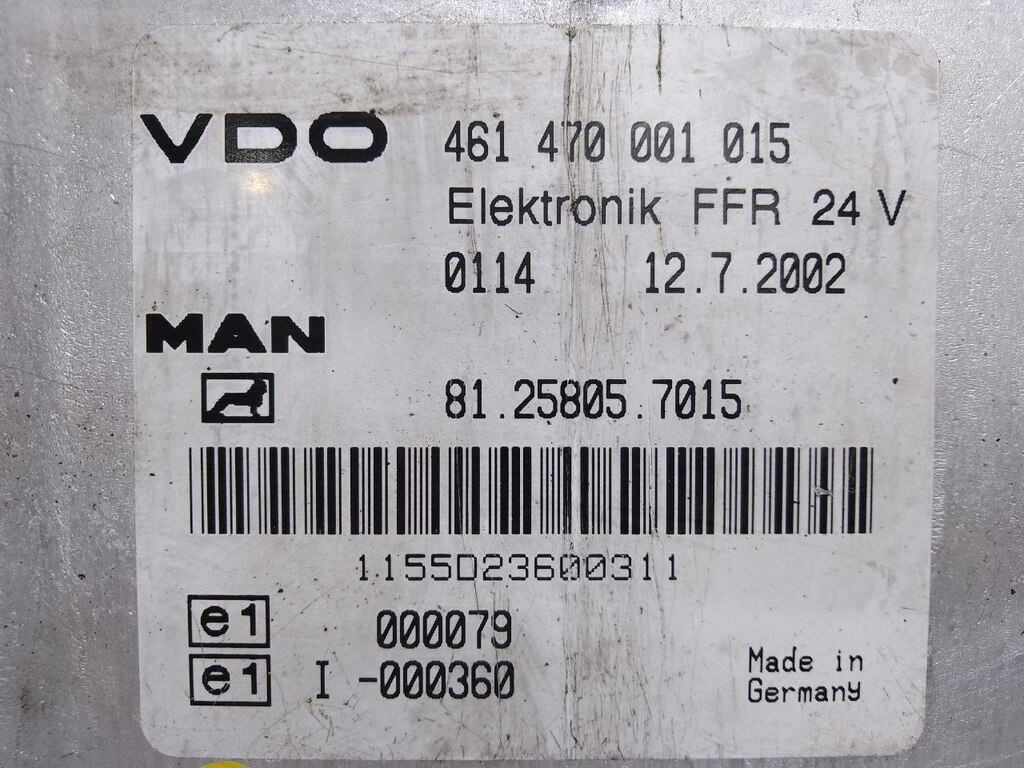 VDO 461 470 001 015
Elektronik FFR 24 V
0114 12.7.2002
MAN
81.25805.7015
1155D23600311
e1 000079
e1 I -000360
Made in
Germany